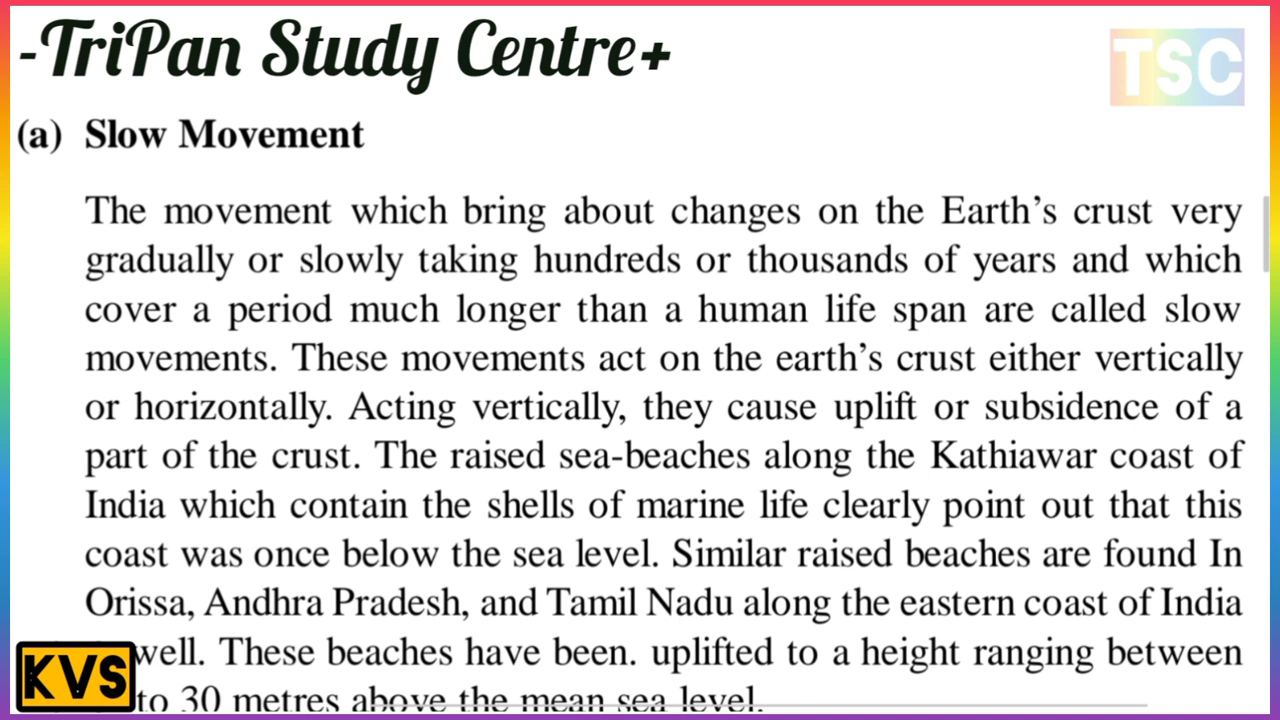 -TriPan Study Centre+
TSC
(a) Slow Movement
The movement which bring about changes on the Earth's crust very
gradually or slowly taking hundreds or thousands of years and which
cover a period much longer than a human life span are called slow
movements. These movements act on the earth's crust either vertically
or horizontally. Acting vertically, they cause uplift or subsidence of a
part of the crust. The raised sea-beaches along the Kathiawar coast of
India which contain the shells of marine life clearly point out that this
coast was once below the sea level. Similar raised beaches are found In
Orissa, Andhra Pradesh, and Tamil Nadu along the eastern coast of India
well. These beaches have been. uplifted to a height ranging between
to 30 metres above the mean sea level.
KVS